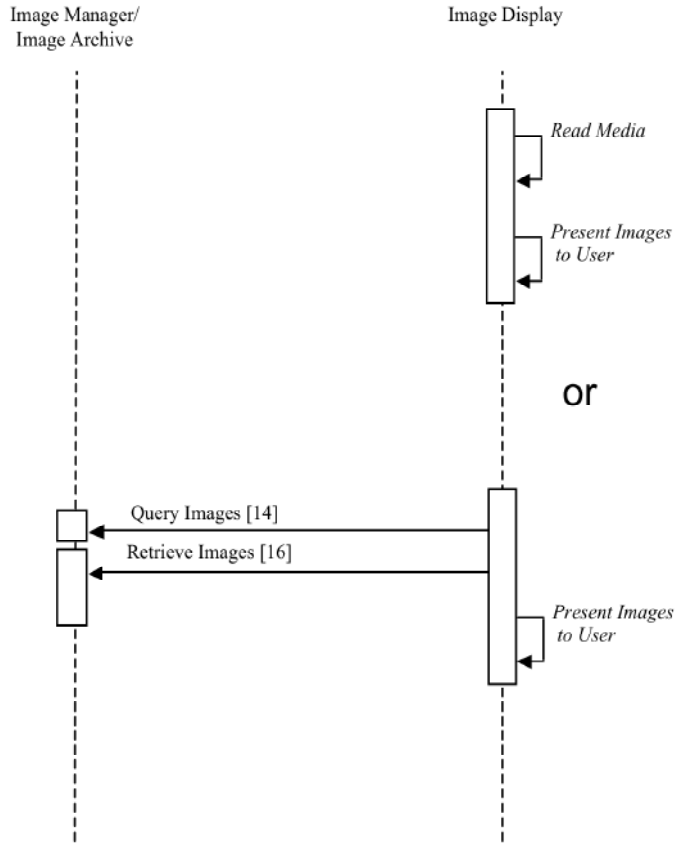 Image Manager/
Image Archive
Image Display
Read Media
Present Images
to User
or
Query Images [14]
Retrieve Images [16]
Present Images
to User